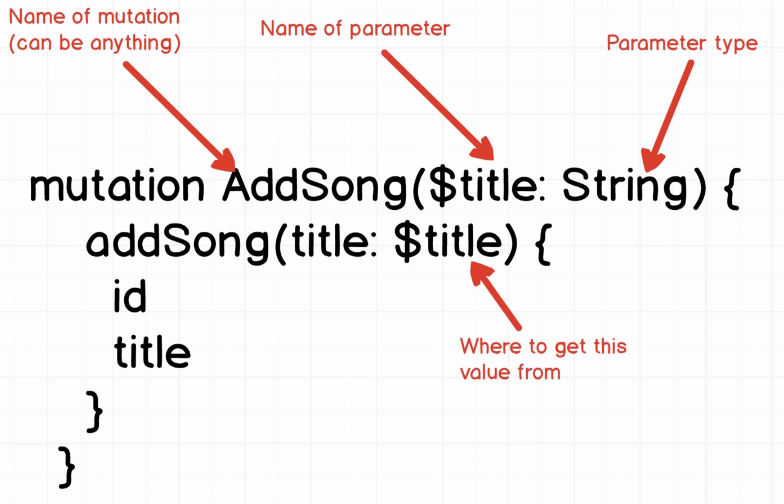 Name of mutation
(can be anything)
Name of parameter
Parameter type
mutation AddSong($title: String) {
addSong(title: $title) {
id
title
}
}
Where to get this
value from